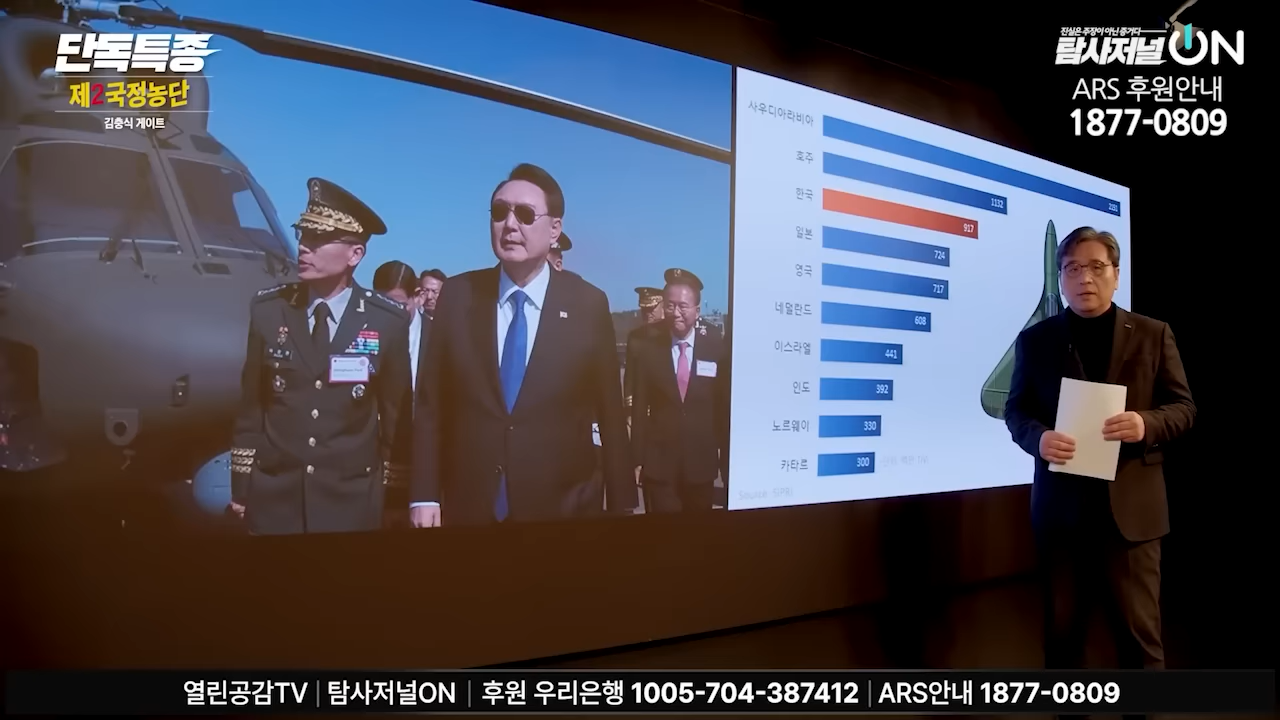 단독특종
제2국정농단
김충식 게이트
진실은 주장이 아닌 증거다
탐사저널ON
ARS 후원안내
1877-0809
사우디아라비아 2151
호주 1132
한국 917
일본 724
영국 717
네덜란드 608
이스라엘 441
인도 392
노르웨이 330
카타르 300
Source: SIPRI
열린공감TV | 탐사저널ON | 후원 우리은행 1005-704-387412 | ARS안내 1877-0809